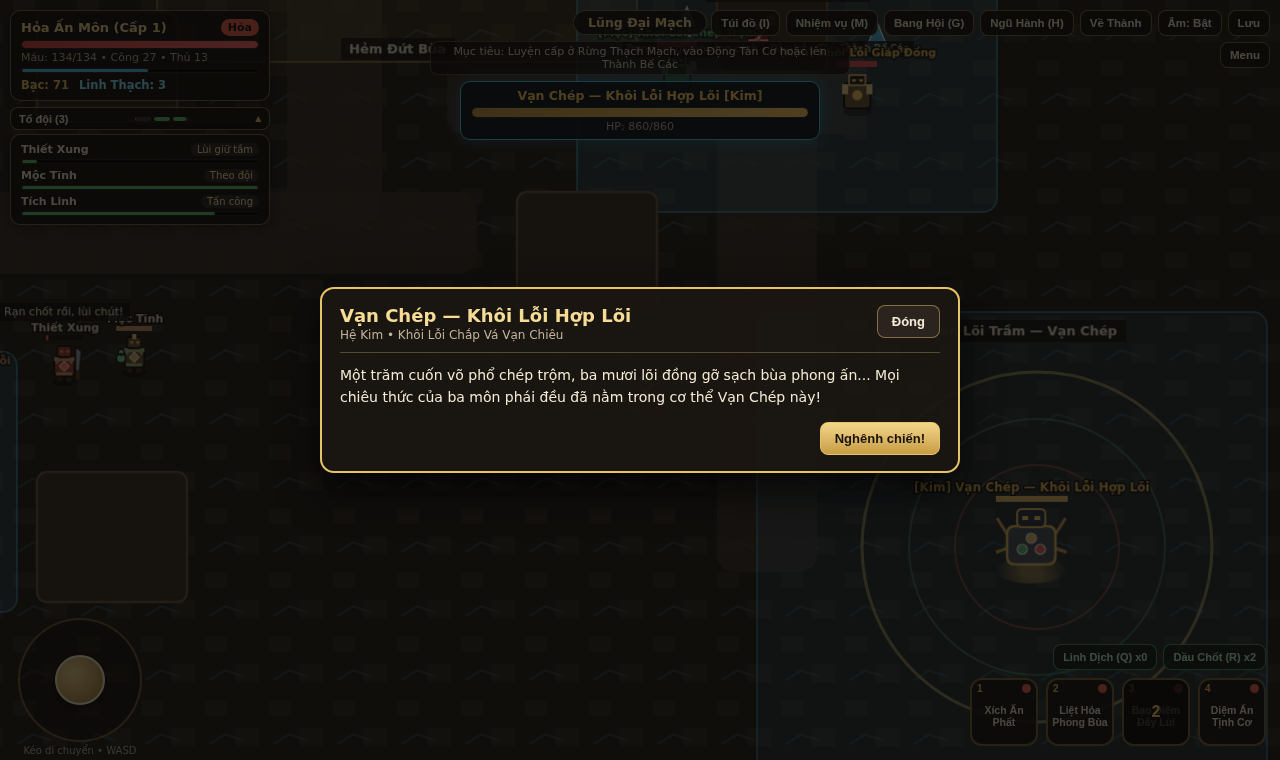 Hỏa Ấn Môn (Cấp 1)
Hỏa
Máu: 134/134 • Công 27 • Thủ 13
Bạc: 71 Linh Thạch: 3
Tổ đội (3)
▲
Thiết Xung
Lùi giữ tầm
Mộc Tinh
Theo đội
Tích Linh
Tấn công
Lũng Đại Mạch
Túi đồ (I)
Nhiệm vụ (M)
Bang Hội (G)
Ngũ Hành (H)
Về Thành
Âm: Bật
Lưu
Menu
Hẻm Đứt Bùa
Mục tiêu: Luyện cấp ở Rừng Thạch Mạch, vào Động Tàn Cơ hoặc lên
Thành Bế Các
Lôi Giáp Đồng
Vạn Chép — Khôi Lỗi Hợp Lõi [Kim]
HP: 860/860
Vạn Chép — Khôi Lỗi Hợp Lõi
Hệ Kim • Khôi Lỗi Chắp Vá Vạn Chiêu
Đóng
Một trăm cuốn võ phổ chép trộm, ba mươi lõi đồng gỡ sạch bùa phong ấn... Mọi
chiêu thức của ba môn phái đều đã nằm trong cơ thể Vạn Chép này!
Nghênh chiến!
Rạn chốt rồi, lùi chút!
Thiết Xung
Tinh
Lõi Trầm — Vạn Chép
[Kim] Vạn Chép — Khôi Lỗi Hợp Lõi
Linh Dịch (Q) x0
Dầu Chốt (R) x2
1
Xích Ấn
Phất
2
Liệt Hỏa
Phong Bùa
3
2
Dây Lùi
4
Diệm Ấn
Tịnh Cơ
Kéo di chuyển • WASD